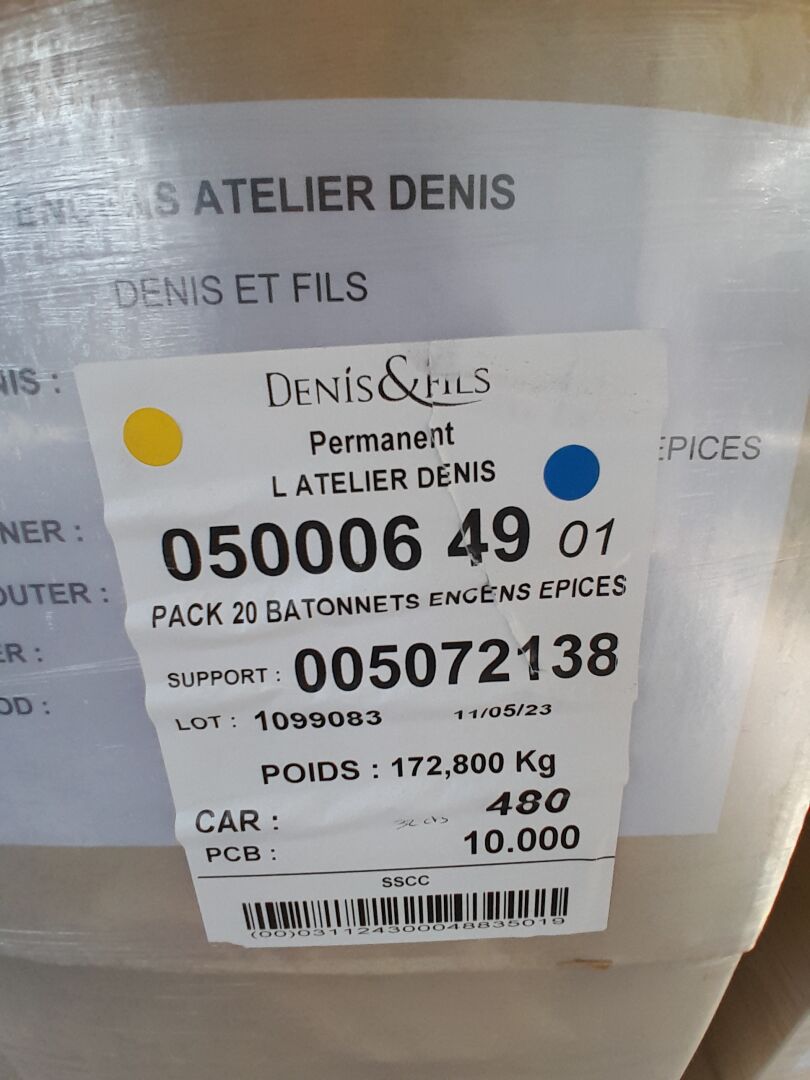 ENCENS ATELIER DENIS
DENIS ET FILS
NIS :
EPICES
NER :
OUTER :
ER :
OD :
DENIS & FILS
Permanent
L ATELIER DENIS
050006 49 01
PACK 20 BATONNETS ENCENS EPICES
SUPPORT : 005072138
LOT : 1099083 11/05/23
POIDS : 172,800 Kg
CAR : 480
PCB : 10.000
SSCC
(00)031124300048835019